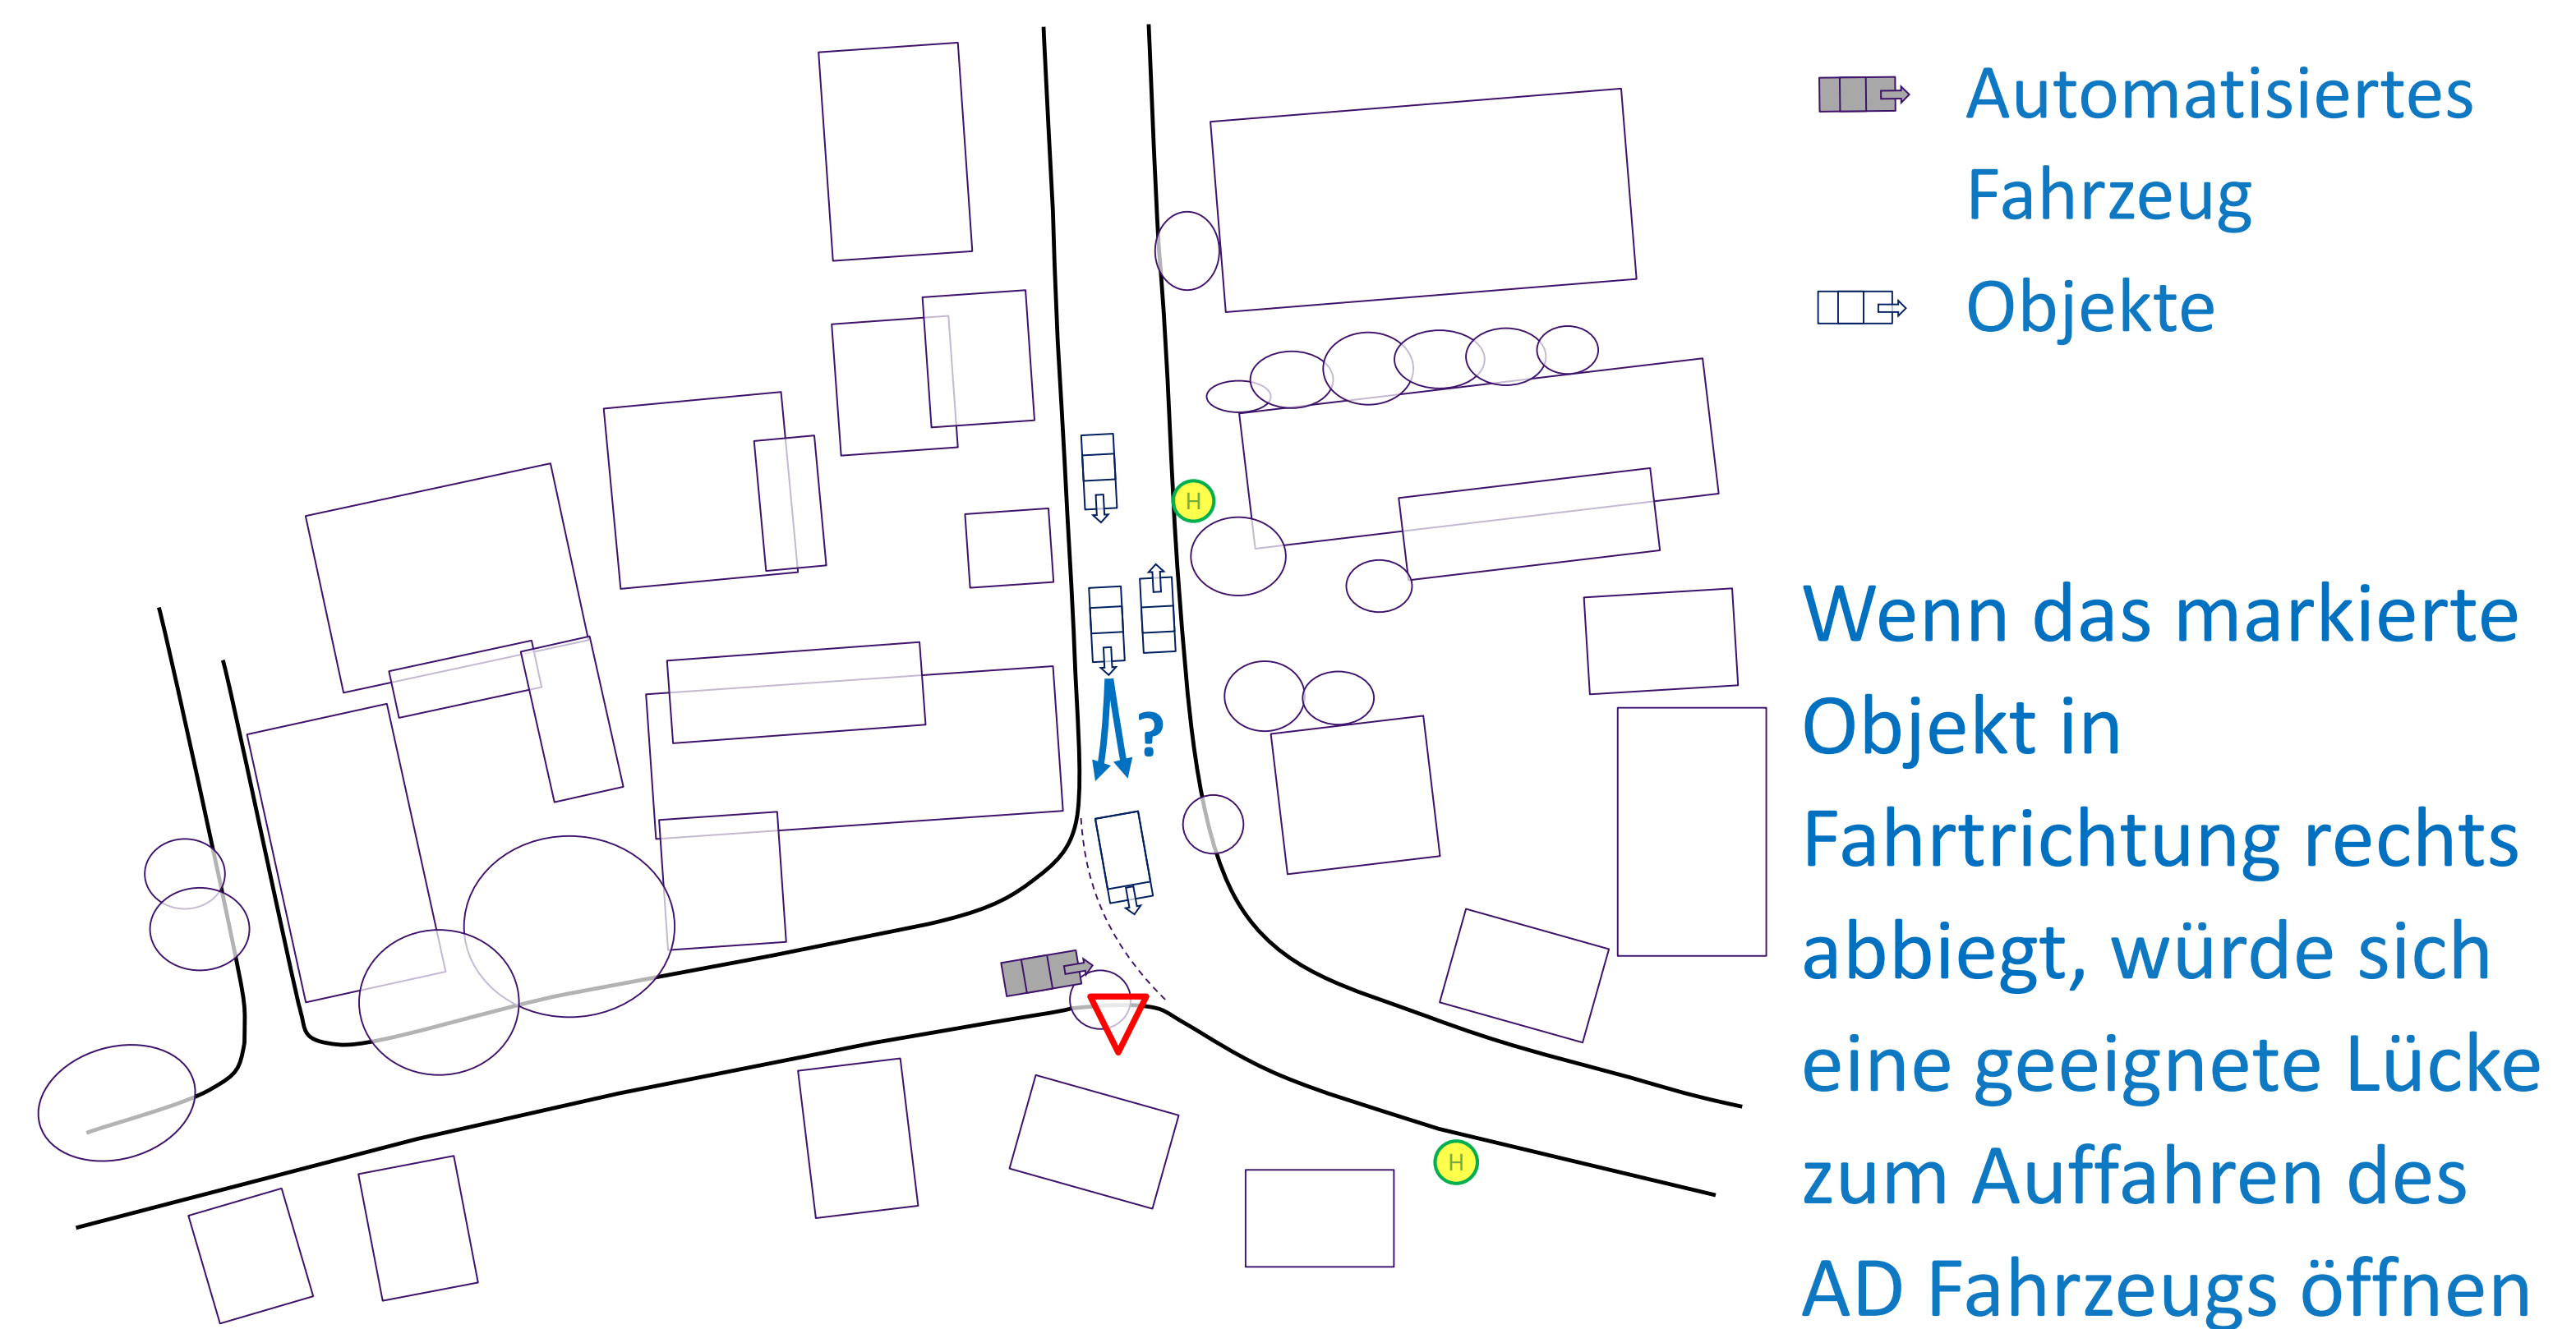 Automatisiertes
Fahrzeug
Objekte
H
?
H
Wenn das markierte
Objekt in
Fahrtrichtung rechts
abbiegt, würde sich
eine geeignete Lücke
zum Auffahren des
AD Fahrzeugs öffnen